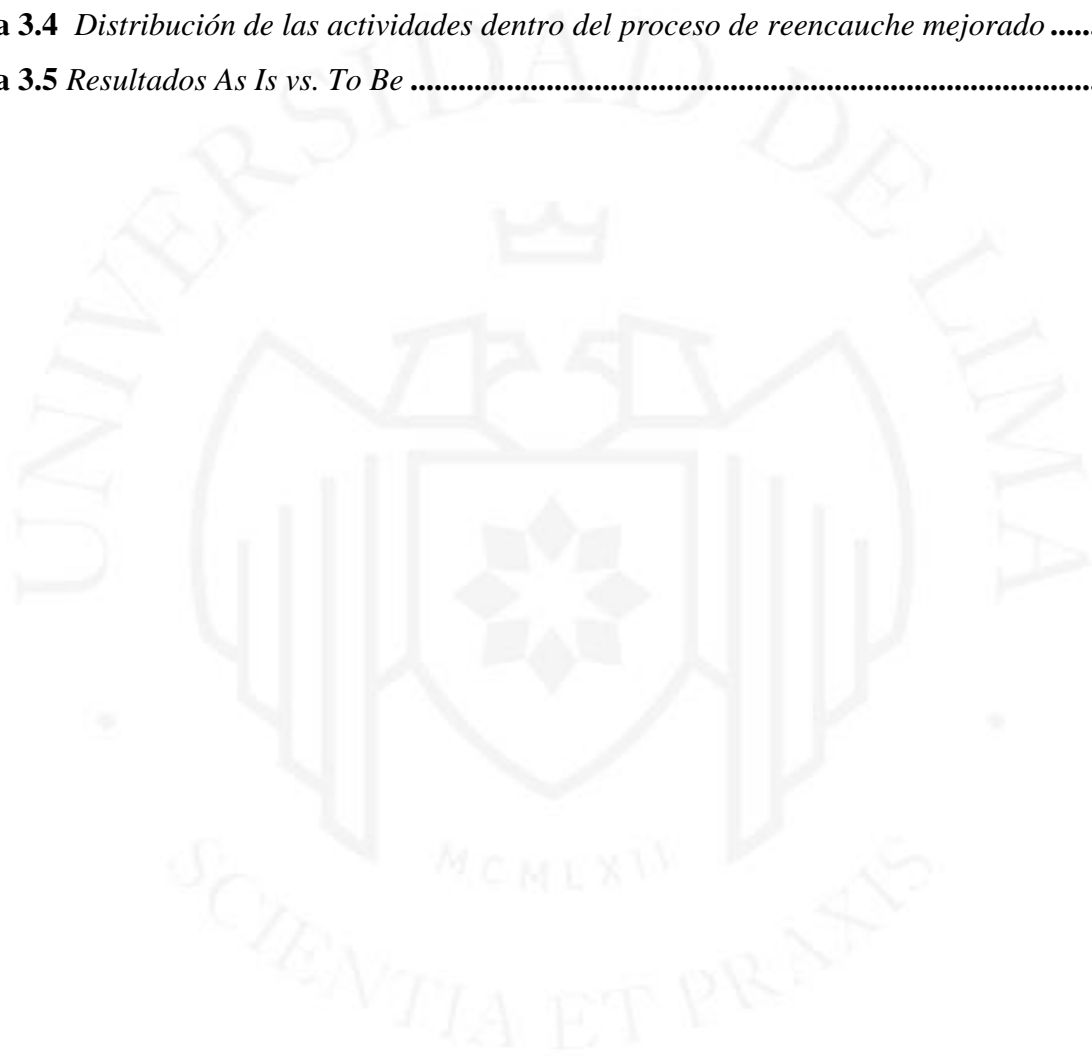 a 3.4 Distribución de las actividades dentro del proceso de reencauche mejorado ......
a 3.5 Resultados As Is vs. To Be ..........................................................................................
UNIVERSIDAD DE LIMA
MCMLXII
SCIENTIA ET PRAXIS